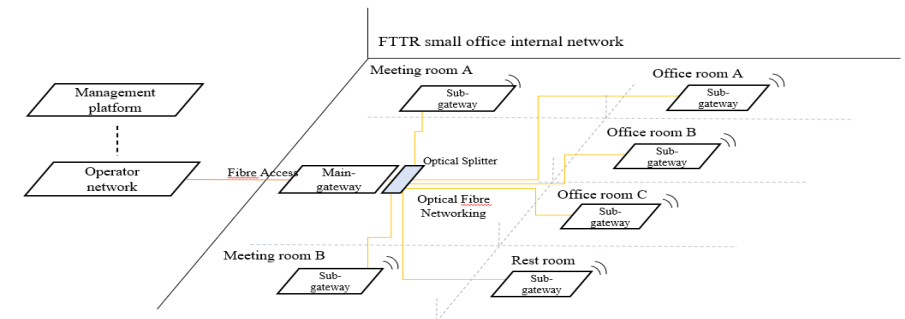 FTTR small office internal network
Meeting room A
Office room A
Management
platform
Sub-
gateway
Sub-
gateway
Office room B
Sub-
gateway
Optical Splitter
Operator
network
Fibre Access
Main-
gateway
Optical Fibre
Networking
Office room C
Sub-
gateway
Meeting room B
Rest room
Sub-
gateway
Sub-
gateway